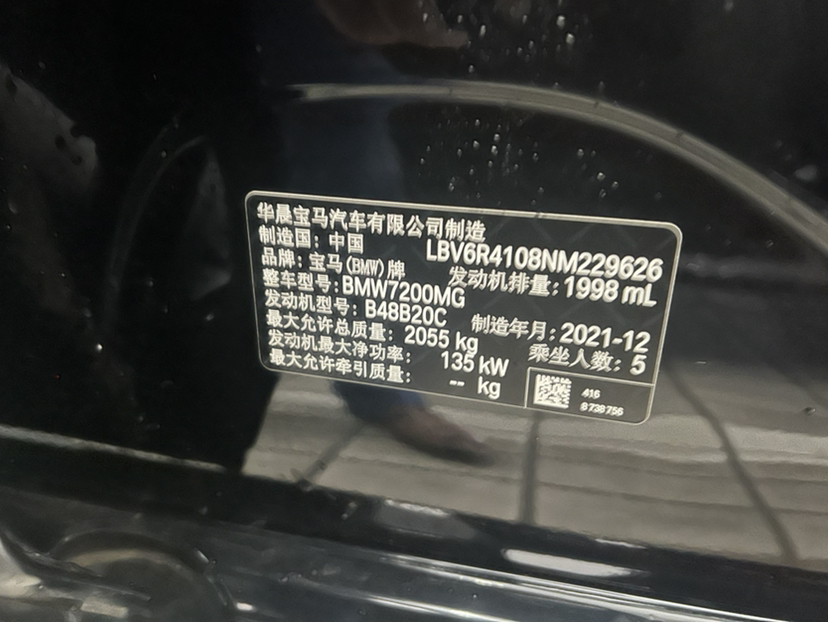 华晨宝马汽车有限公司制造
制造国：中国 LBV6R4108NM229626
品牌：宝马(BMW)牌 发动机排量：1998 mL
整车型号：BMW7200MG
发动机型号：B48B20C 制造年月：2021-12
最大允许总质量：2055 kg 乘坐人数：5
发动机最大净功率：135 kW
最大允许牵引质量：-- kg
416
8738756